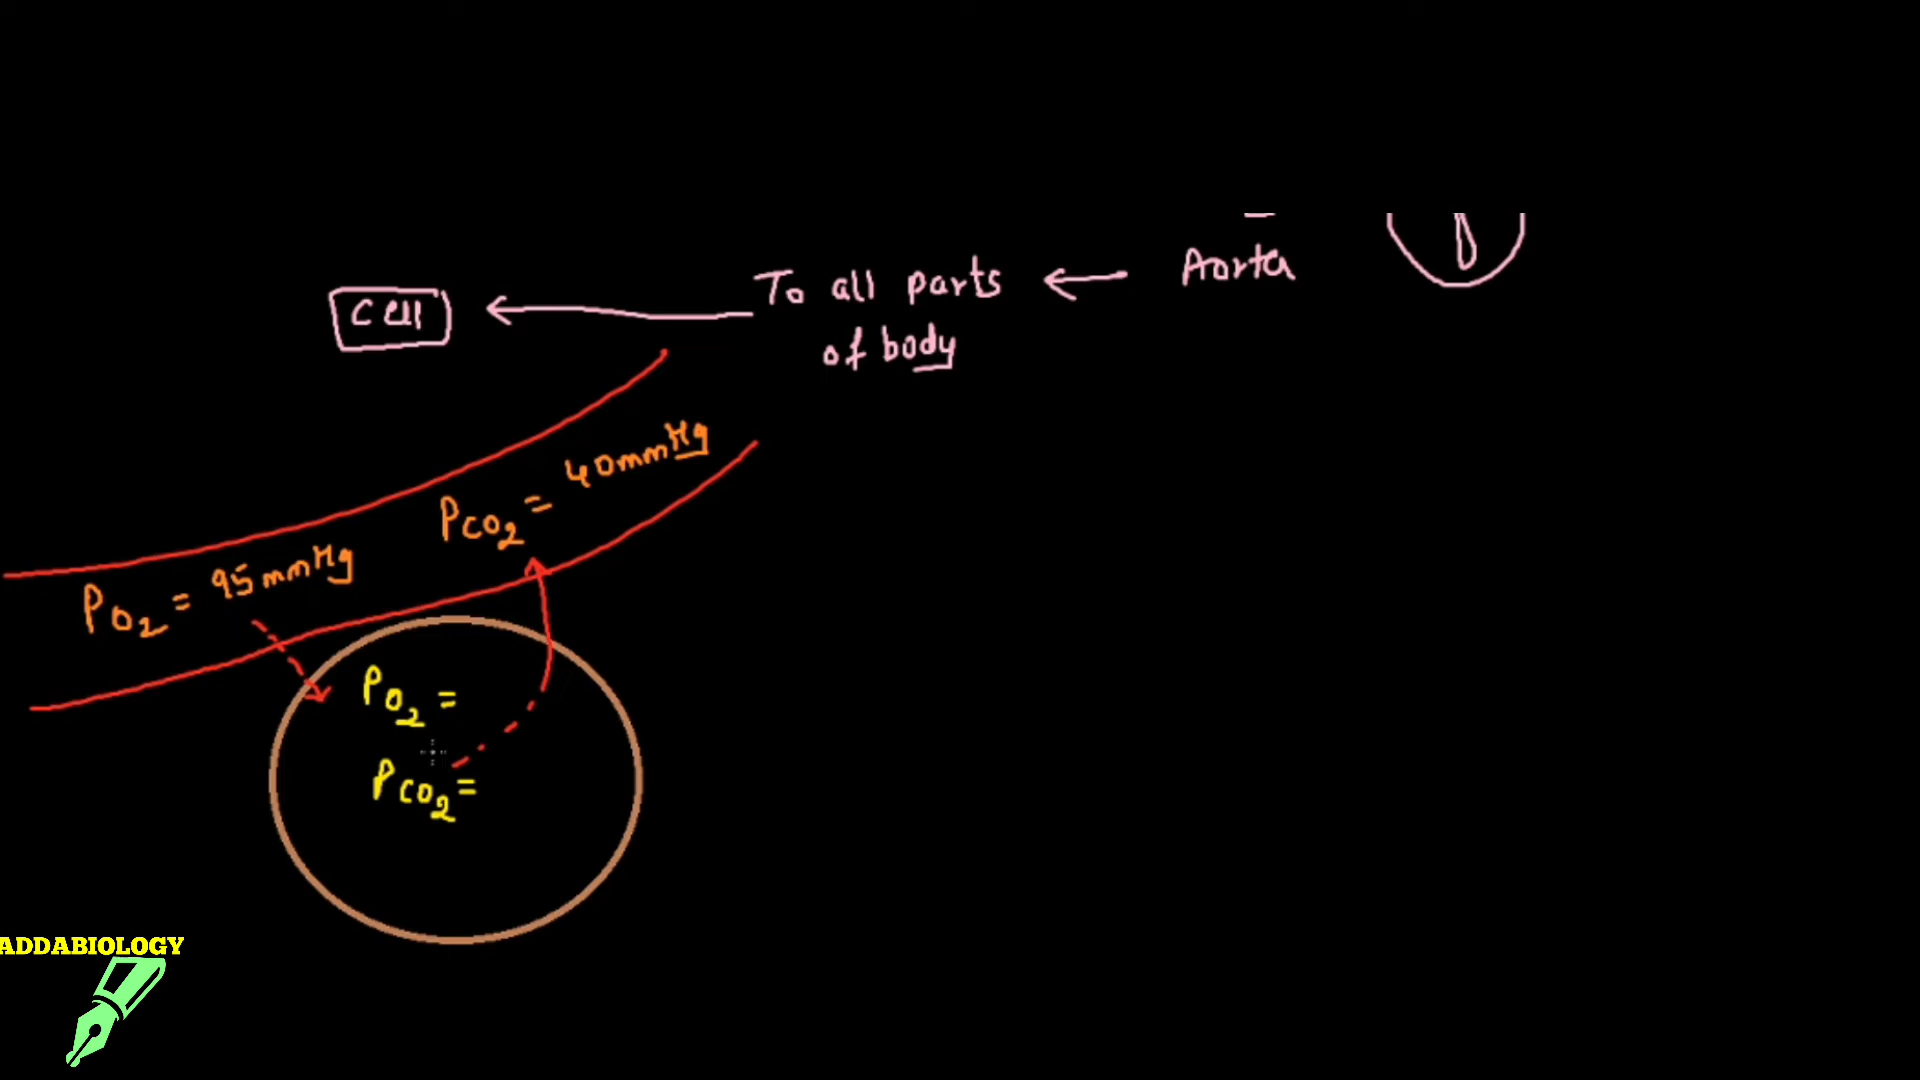 Aorta
To all parts
of body
Cell
PCO2 = 40mmHg
PO2 = 95mmHg
PO2 =
PCO2 =
ADDABIOLOGY